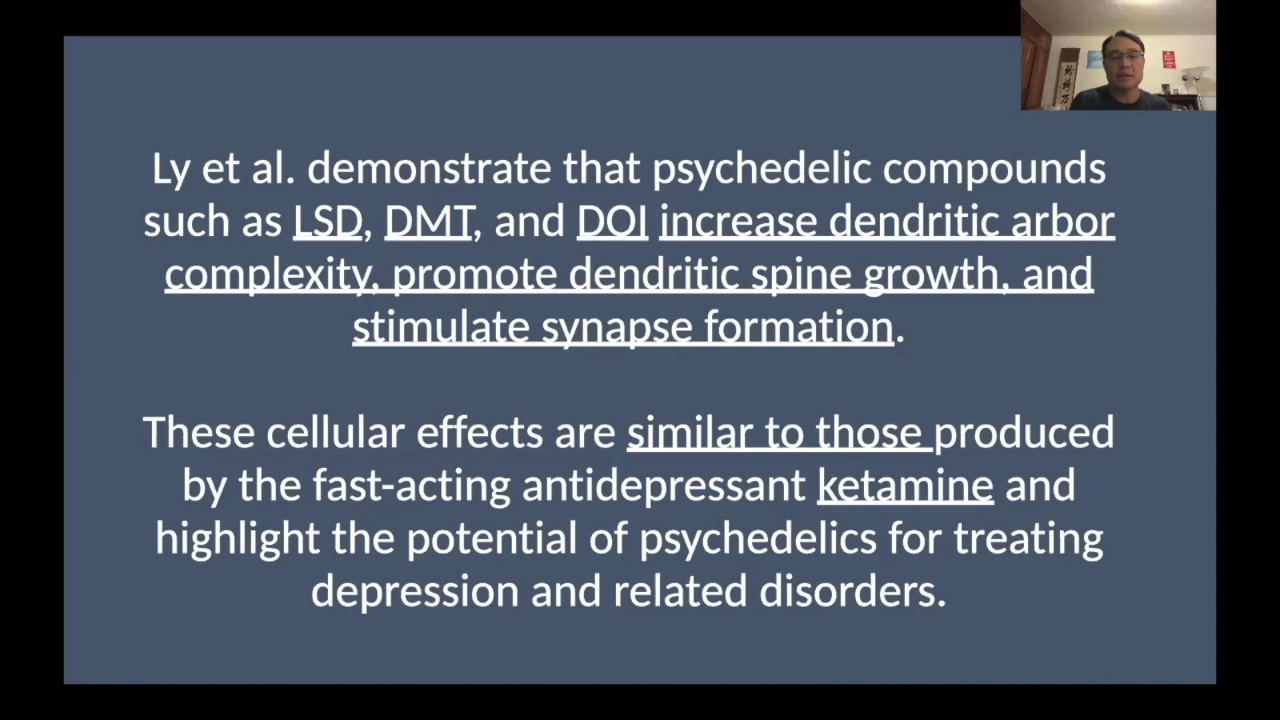 Ly et al. demonstrate that psychedelic compounds
such as LSD, DMT, and DOI increase dendritic arbor
complexity, promote dendritic spine growth, and
stimulate synapse formation.
These cellular effects are similar to those produced
by the fast-acting antidepressant ketamine and
highlight the potential of psychedelics for treating
depression and related disorders.